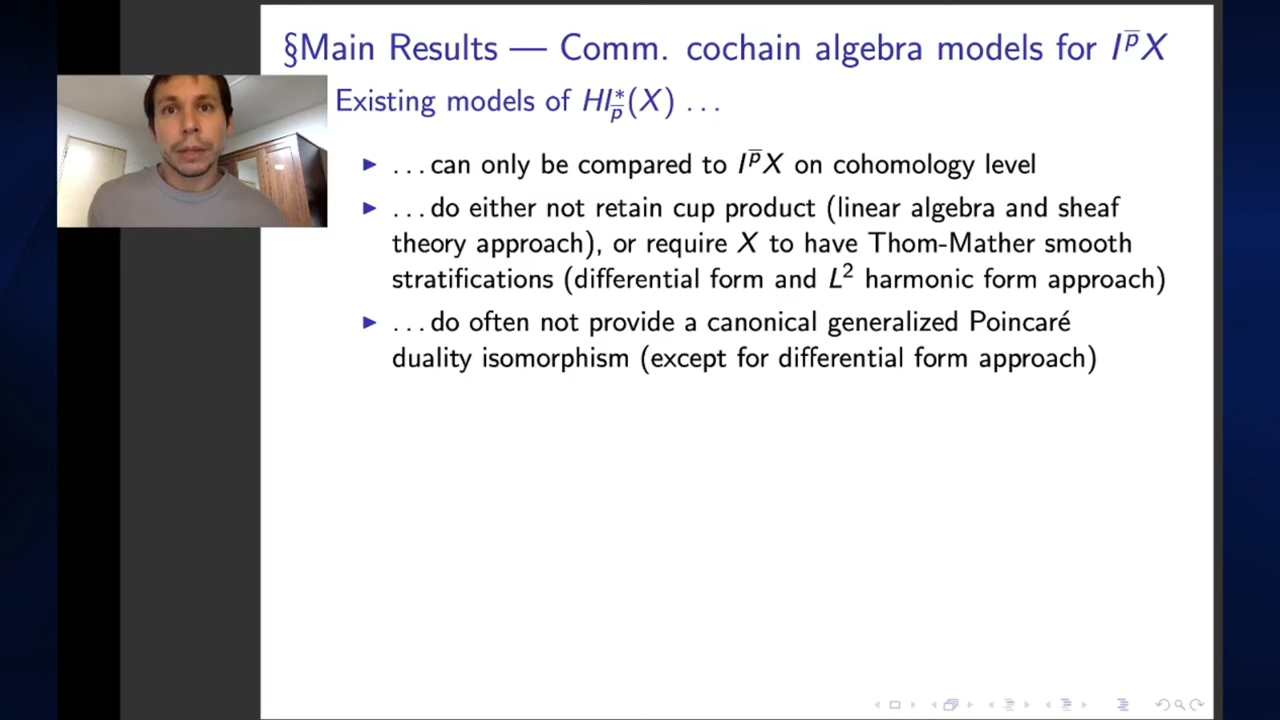 §Main Results — Comm. cochain algebra models for I^p̅X
Existing models of HI*_p̅(X) ...
▶ ...can only be compared to I^p̅X on cohomology level
▶ ...do either not retain cup product (linear algebra and sheaf
theory approach), or require X to have Thom-Mather smooth
stratifications (differential form and L² harmonic form approach)
▶ ...do often not provide a canonical generalized Poincaré
duality isomorphism (except for differential form approach)